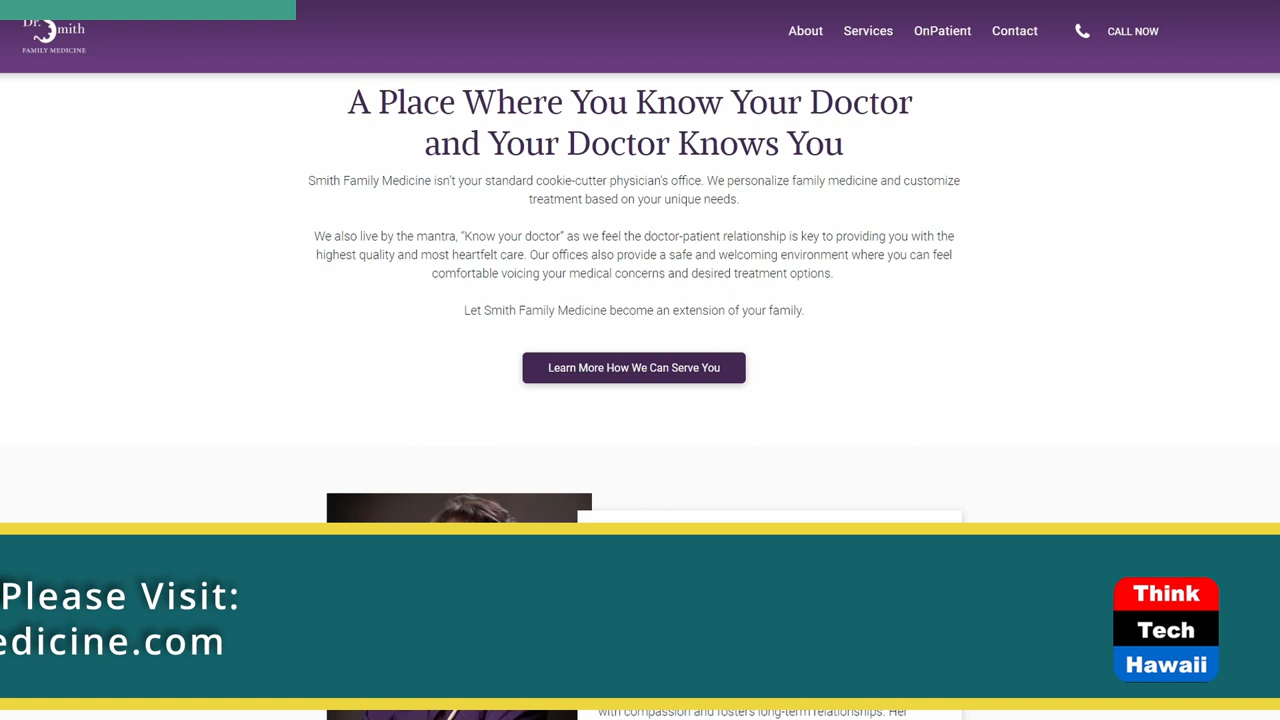 Dr. Smith
FAMILY MEDICINE
About Services OnPatient Contact CALL NOW
A Place Where You Know Your Doctor
and Your Doctor Knows You
Smith Family Medicine isn't your standard cookie-cutter physician's office. We personalize family medicine and customize
treatment based on your unique needs.
We also live by the mantra, "Know your doctor" as we feel the doctor-patient relationship is key to providing you with the
highest quality and most heartfelt care. Our offices also provide a safe and welcoming environment where you can feel
comfortable voicing your medical concerns and desired treatment options.
Let Smith Family Medicine become an extension of your family.
Learn More How We Can Serve You
Please Visit:
edicine.com
Think
Tech
Hawaii
with compassion and fosters long-term relationships. Her